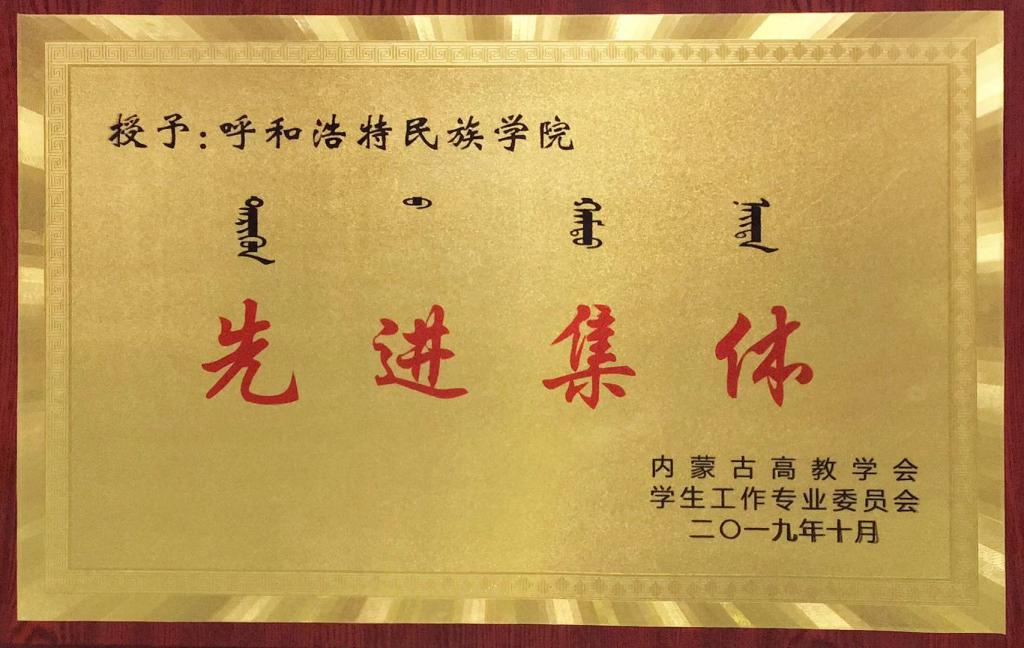 授予：呼和浩特民族学院
先进集体
内蒙古高教学会
学生工作专业委员会
二〇一九年十月